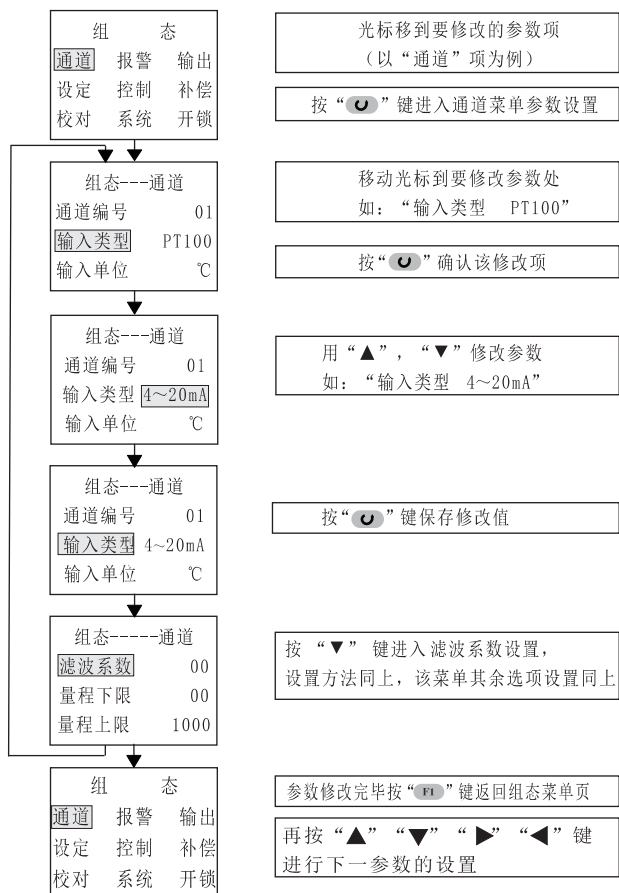 组 态
通道 报警 输出
设定 控制 补偿
校对 系统 开锁
光标移到要修改的参数项
（以“通道”项为例）
按“ ”键进入通道菜单参数设置
组态---通道
通道编号 01
输入类型 PT100
输入单位 ℃
移动光标到要修改参数处
如：“输入类型 PT100”
按“ ”确认该修改项
组态---通道
通道编号 01
输入类型 4～20mA
输入单位 ℃
用“▲”，“▼”修改参数
如：“输入类型 4～20mA”
组态---通道
通道编号 01
输入类型 4～20mA
输入单位 ℃
按“ ”键保存修改值
组态-----通道
滤波系数 00
量程下限 00
量程上限 1000
按 “▼” 键进入滤波系数设置，
设置方法同上，该菜单其余选项设置同上
组 态
通道 报警 输出
设定 控制 补偿
校对 系统 开锁
参数修改完毕按“F1”键返回组态菜单页
再按“▲”“▼”“▶”“◀”键
进行下一参数的设置